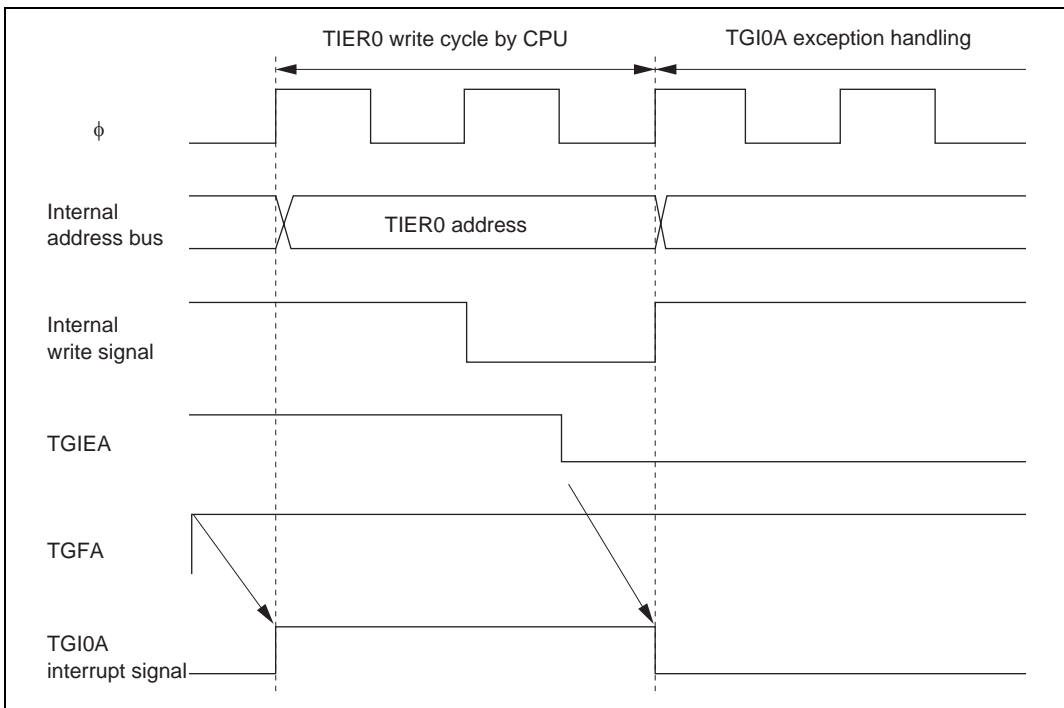 TIER0 write cycle by CPU
TGI0A exception handling
ϕ
Internal
address bus
TIER0 address
Internal
write signal
TGIEA
TGFA
TGI0A
interrupt signal